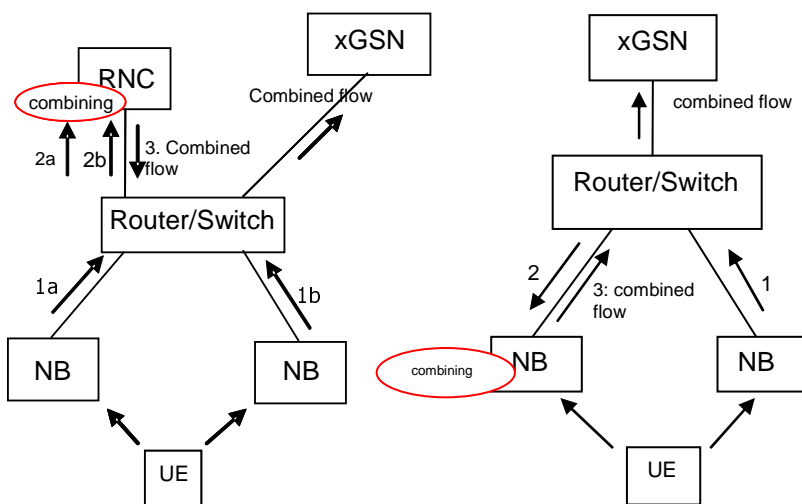 xGSN
RNC
combining
Combined flow
2a
2b
3. Combined
flow
Router/Switch
1a
1b
NB
NB
UE
xGSN
combined flow
Router/Switch
2
3: combined
flow
1
combining
NB
NB
UE